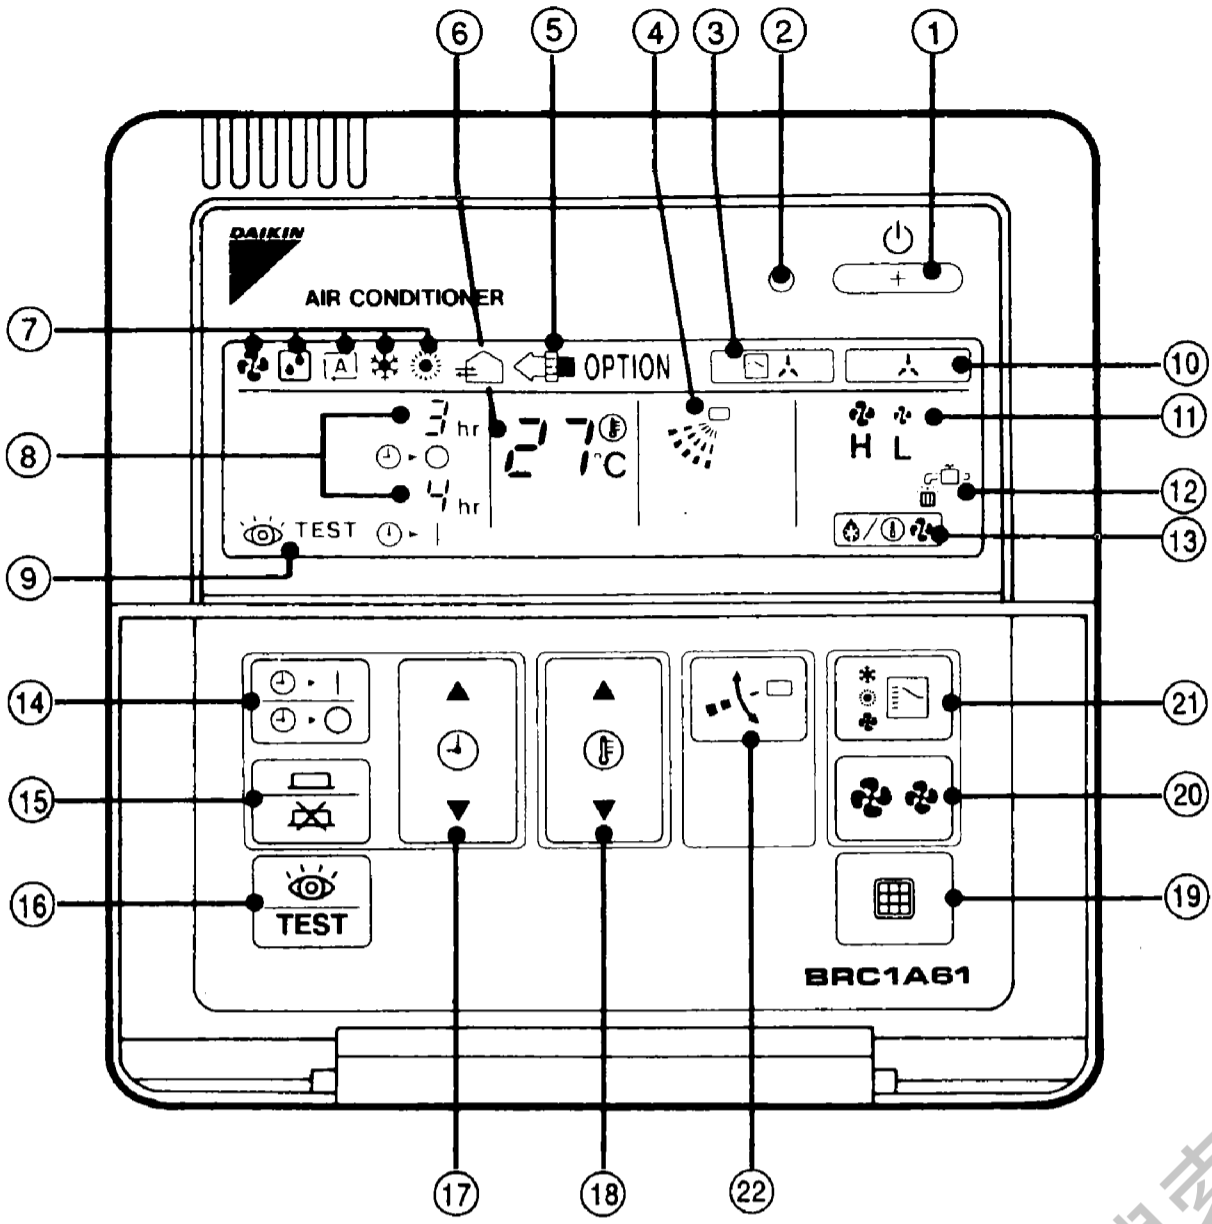 6 5 4 3 2 1
DAIKIN
AIR CONDITIONER
7
A OPTION
10
3 hr 27 °C H L 11
8
4 hr 12
TEST 13
9
14 21
15 20
16 TEST 19
BRC1A61
17 18 22